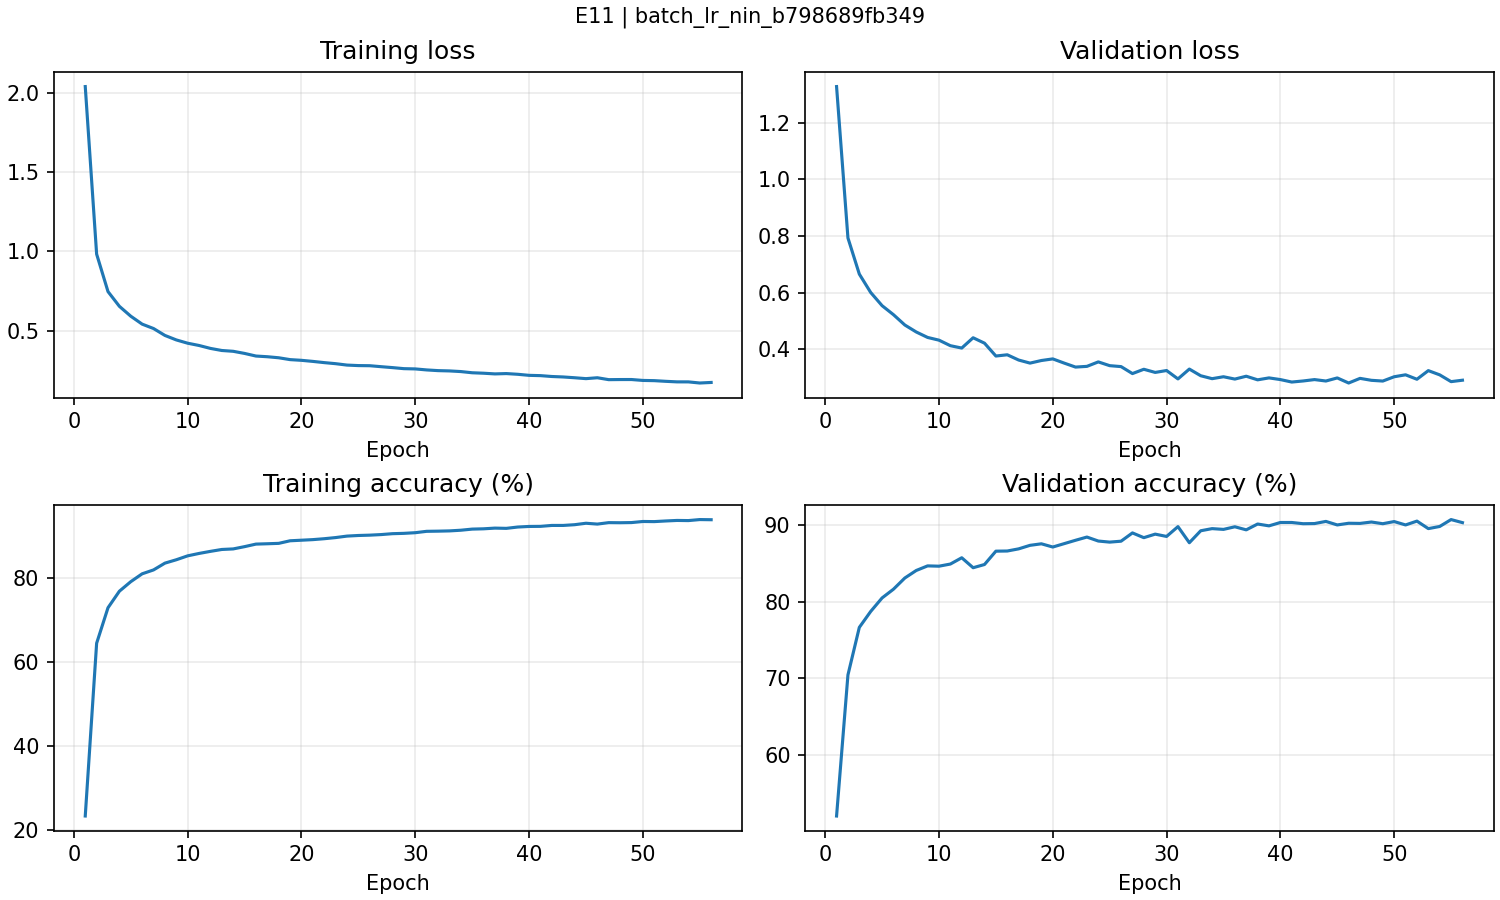 E11 | batch_lr_nin_b798689fb349
Training loss
2.0
1.5
1.0
0.5
0 10 20 30 40 50
Epoch
Validation loss
1.2
1.0
0.8
0.6
0.4
0 10 20 30 40 50
Epoch
Training accuracy (%)
80
60
40
20
0 10 20 30 40 50
Epoch
Validation accuracy (%)
90
80
70
60
0 10 20 30 40 50
Epoch